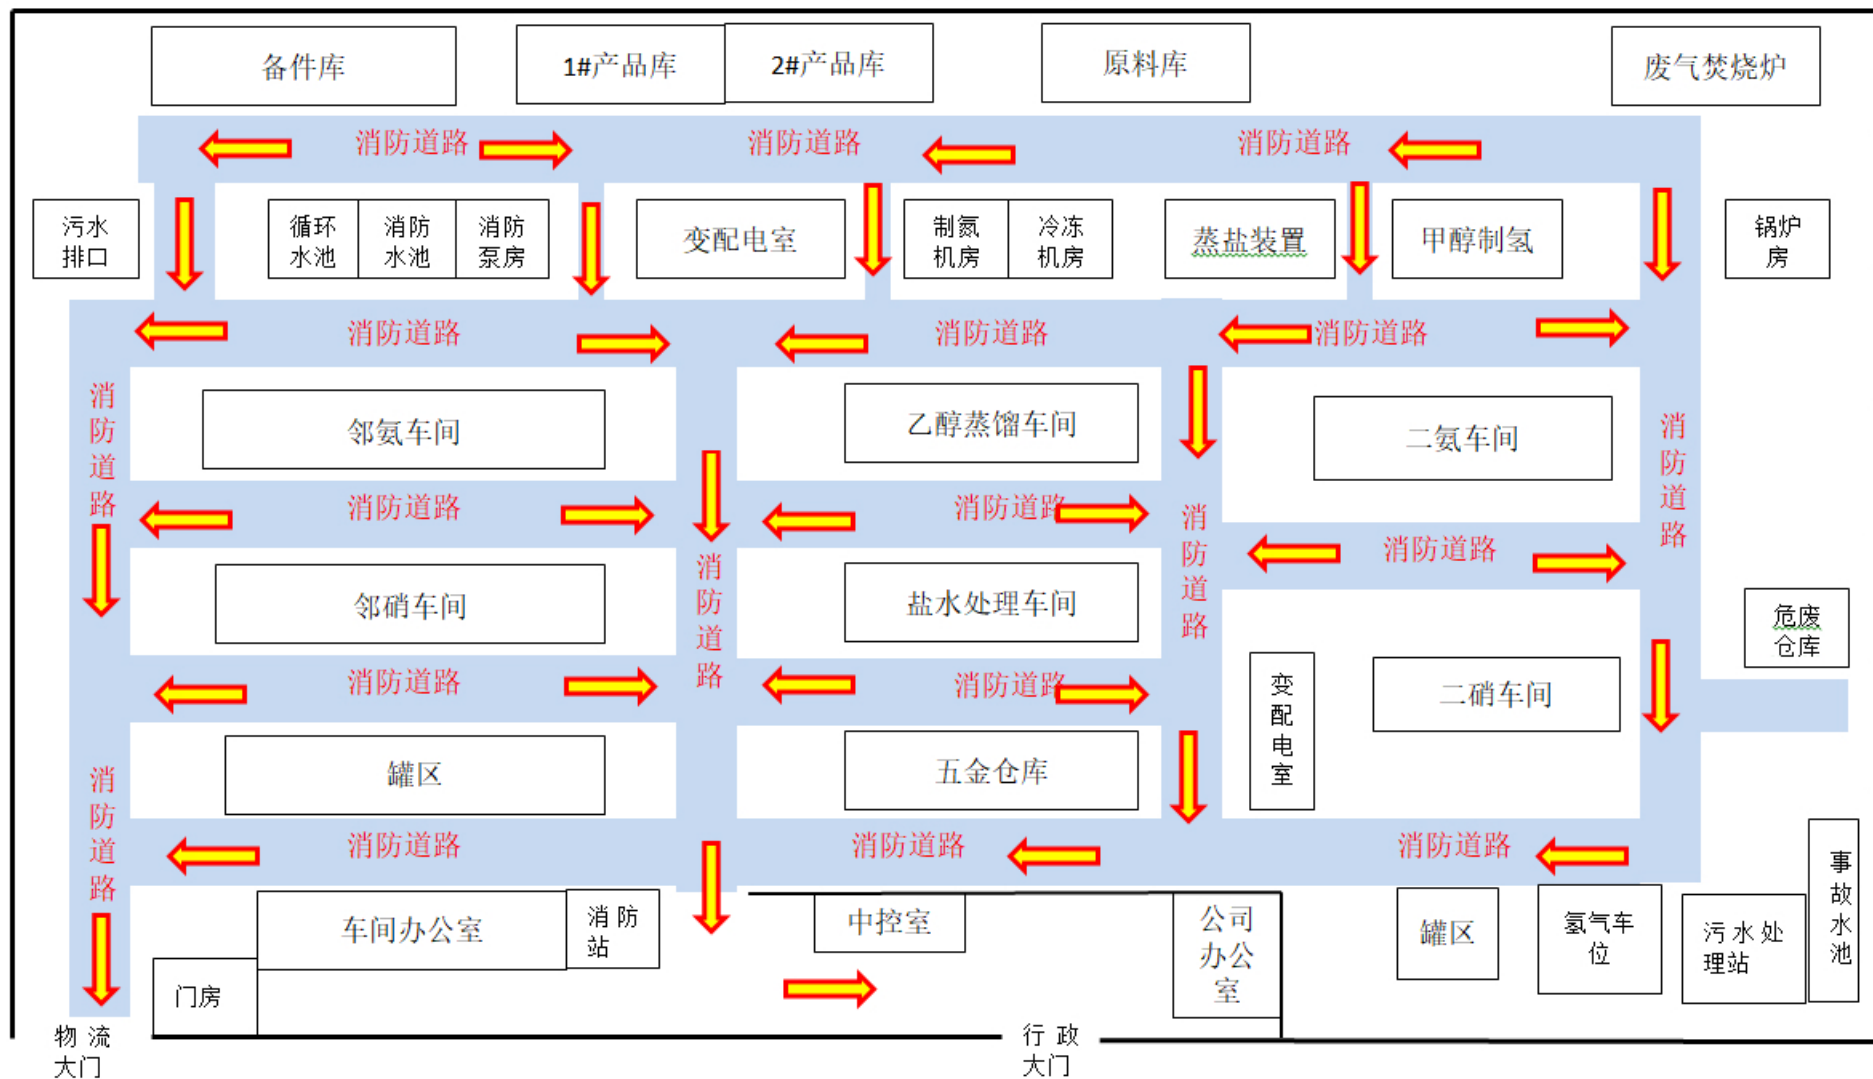 备件库
1#产品库
2#产品库
原料库
废气焚烧炉
消防道路
消防道路
消防道路
污水
排口
循环
水池
消防
水池
消防
泵房
变配电室
制氮
机房
冷冻
机房
蒸盐装置
甲醇制氢
锅炉
房
消防道路
消防道路
消防道路
消防道路
邻氨车间
乙醇蒸馏车间
二氨车间
消防道路
消防道路
消防道路
消防道路
消防道路
邻硝车间
消防道路
盐水处理车间
危废
仓库
消防道路
消防道路
变配电室
二硝车间
消防道路
罐区
五金仓库
消防道路
消防道路
消防道路
事故水池
车间办公室
消防
站
中控室
公司
办公
室
罐区
氢气车
位
污水处
理站
门房
物流
大门
行政
大门